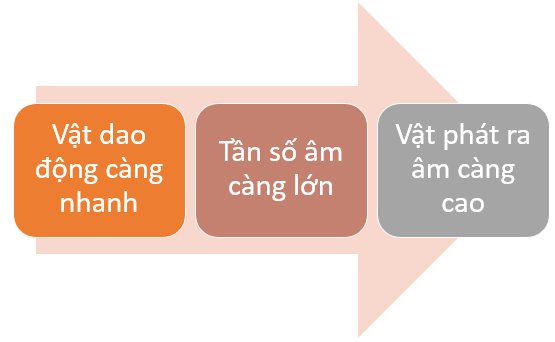 Vật dao
động càng
nhanh
Tần số âm
càng lớn
Vật phát ra
âm càng
cao